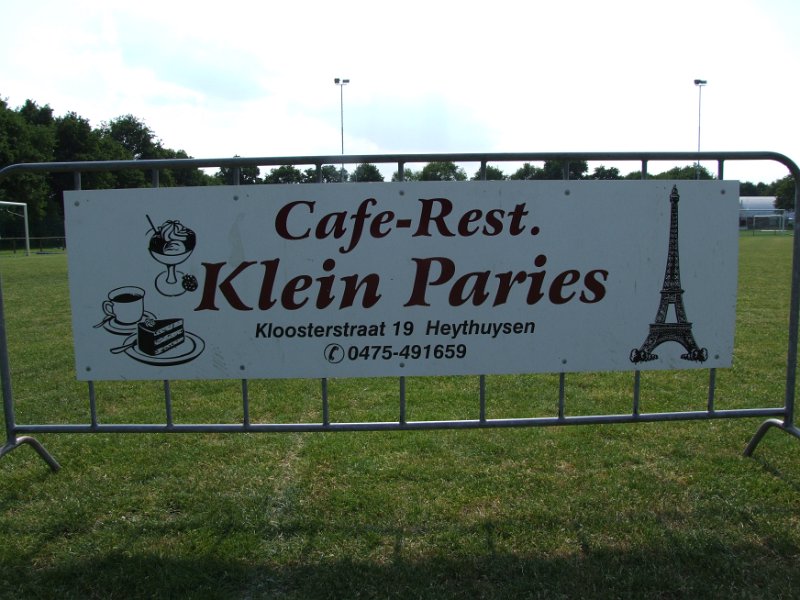 Cafe-Rest.
Klein Paries
Kloosterstraat 19 Heythuysen
✆ 0475-491659